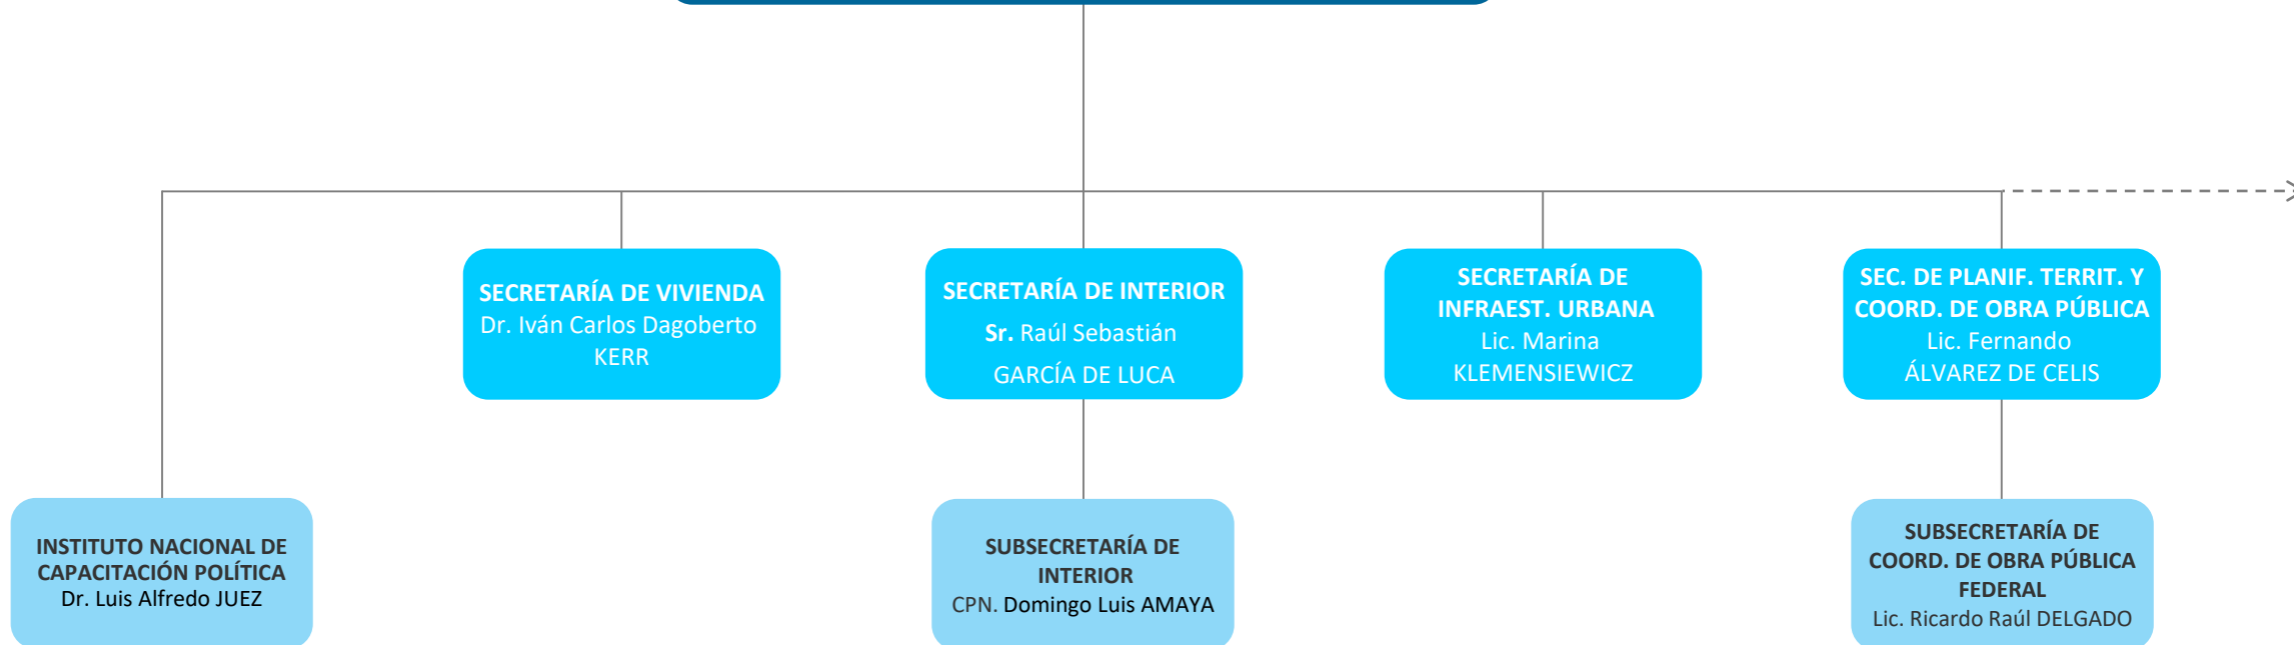 SECRETARÍA DE VIVIENDA
Dr. Iván Carlos Dagoberto
KERR
SECRETARÍA DE INTERIOR
Sr. Raúl Sebastián
GARCÍA DE LUCA
SECRETARÍA DE
INFRAEST. URBANA
Lic. Marina
KLEMENSIEWICZ
SEC. DE PLANIF. TERRIT. Y
COORD. DE OBRA PÚBLICA
Lic. Fernando
ÁLVAREZ DE CELIS
INSTITUTO NACIONAL DE
CAPACITACIÓN POLÍTICA
Dr. Luis Alfredo JUEZ
SUBSECRETARÍA DE
INTERIOR
CPN. Domingo Luis AMAYA
SUBSECRETARÍA DE
COORD. DE OBRA PÚBLICA
FEDERAL
Lic. Ricardo Raúl DELGADO